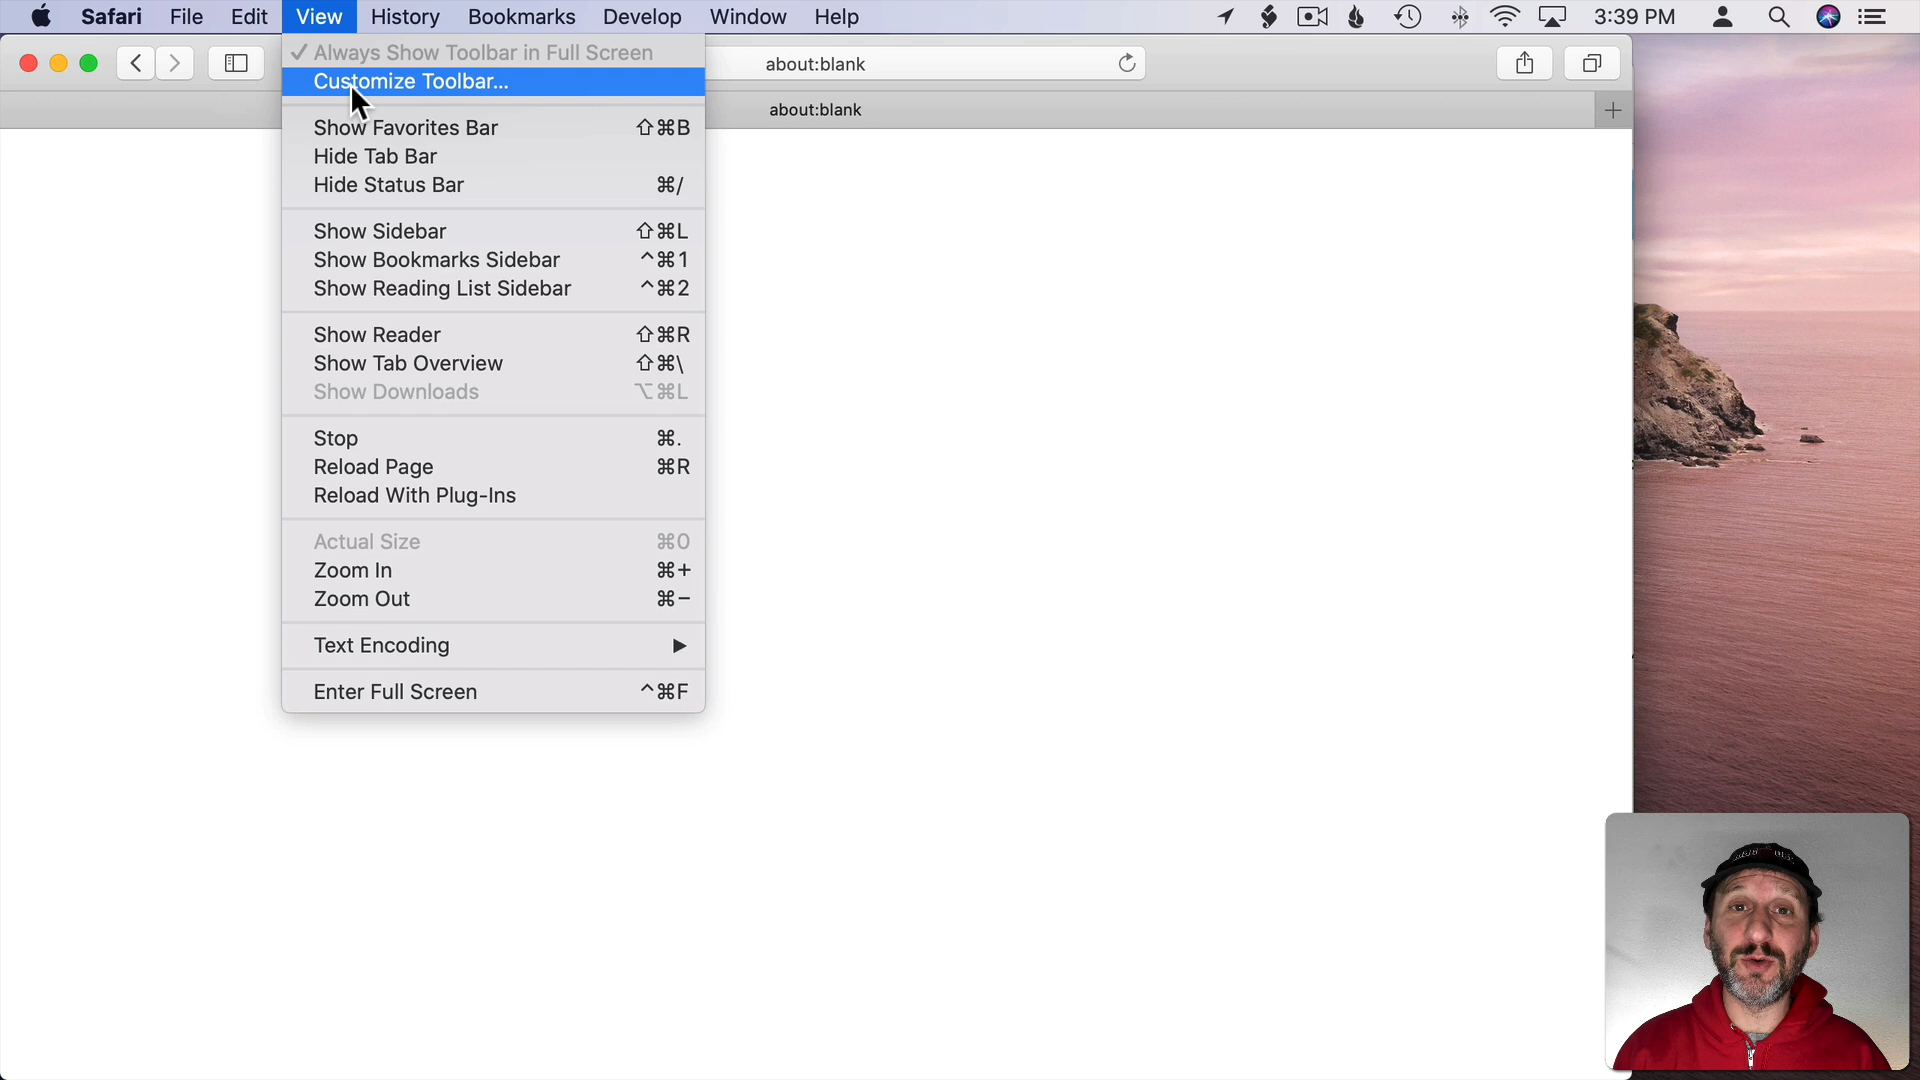 Safari File Edit View History Bookmarks Develop Window Help 3:39 PM
✓ Always Show Toolbar in Full Screen
Customize Toolbar...
Show Favorites Bar ⇧⌘B
Hide Tab Bar
Hide Status Bar ⌘/
Show Sidebar ⇧⌘L
Show Bookmarks Sidebar ^⌘1
Show Reading List Sidebar ^⌘2
Show Reader ⇧⌘R
Show Tab Overview ⇧⌘\
Show Downloads ⌥⌘L
Stop ⌘.
Reload Page ⌘R
Reload With Plug-Ins
Actual Size ⌘0
Zoom In ⌘+
Zoom Out ⌘−
Text Encoding ▶
Enter Full Screen ^⌘F
about:blank
about:blank